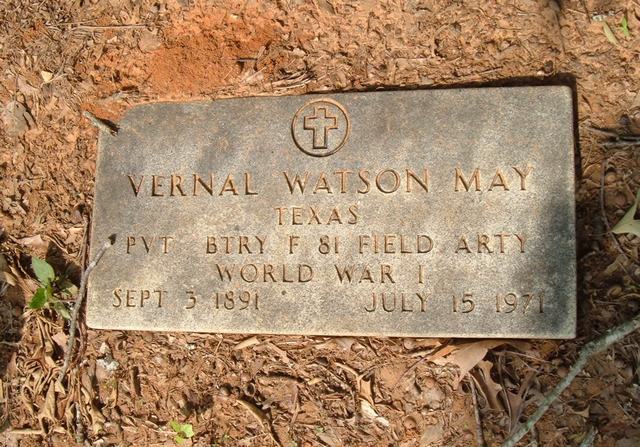 VERNAL WATSON MAY
TEXAS
PVT BTRY F 81 FIELD ARTY
WORLD WAR I
SEPT 3 1891 JULY 15 1971